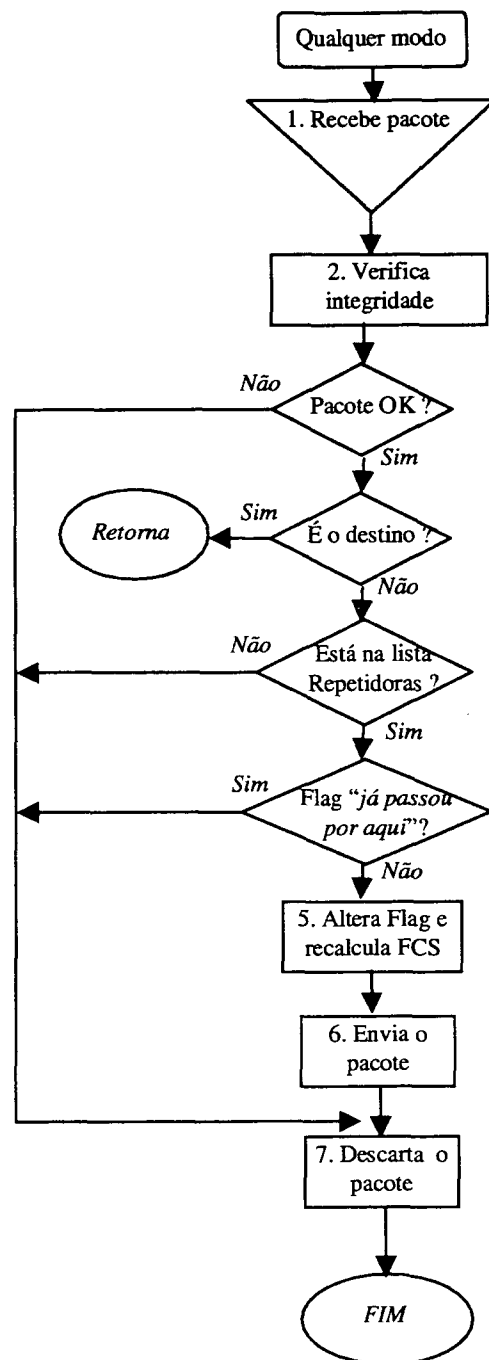 Qualquer modo
1. Recebe pacote
2. Verifica
integridade
Não
Pacote OK ?
Sim
Sim
Retorna
É o destino ?
Não
Não
Está na lista
Repetidoras ?
Sim
Sim
Flag “já passou
por aqui”?
Não
5. Altera Flag e
recalcula FCS
6. Envia o
pacote
7. Descarta o
pacote
FIM